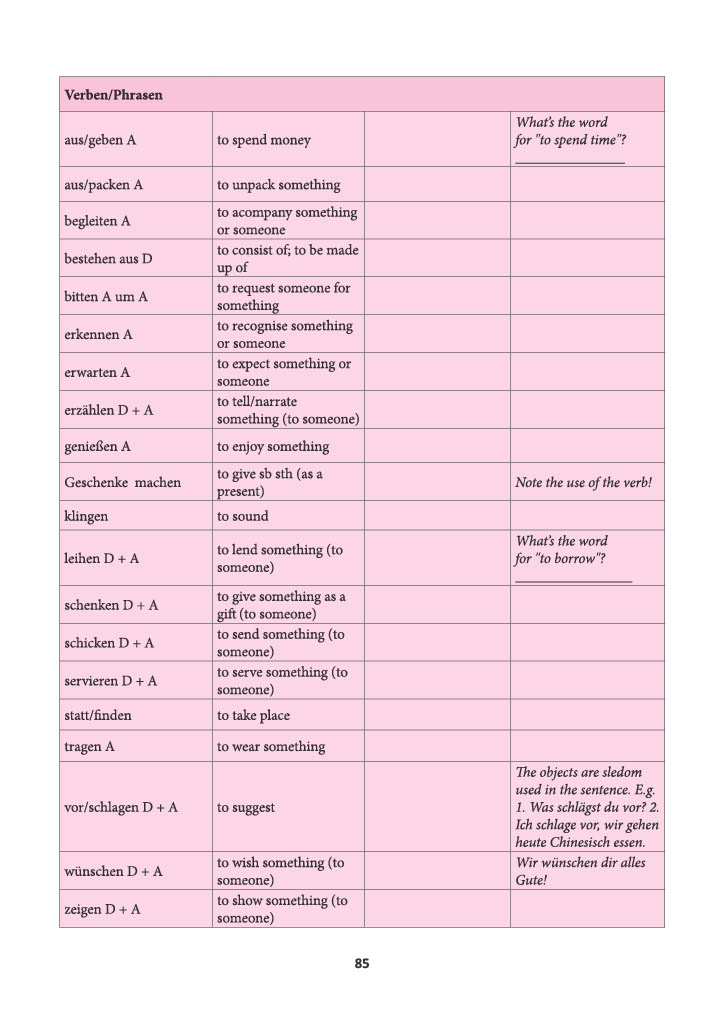 Verben/Phrasen
aus/geben A
to spend money
What's the word
for "to spend time"?
aus/packen A
to unpack something
begleiten A
to acompany something
or someone
bestehen aus D
to consist of; to be made
up of
bitten A um A
to request someone for
something
erkennen A
to recognise something
or someone
erwarten A
to expect something or
someone
erzählen D + A
to tell/narrate
something (to someone)
genießen A
to enjoy something
Geschenke machen
to give sb sth (as a
present)
Note the use of the verb!
klingen
to sound
leihen D + A
to lend something (to
someone)
What's the word
for "to borrow"?
schenken D + A
to give something as a
gift (to someone)
schicken D + A
to send something (to
someone)
servieren D + A
to serve something (to
someone)
statt/finden
to take place
tragen A
to wear something
vor/schlagen D + A
to suggest
The objects are sledom
used in the sentence. E.g.
1. Was schlägst du vor? 2.
Ich schlage vor, wir gehen
heute Chinesisch essen.
wünschen D + A
to wish something (to
someone)
Wir wünschen dir alles
Gute!
zeigen D + A
to show something (to
someone)
85